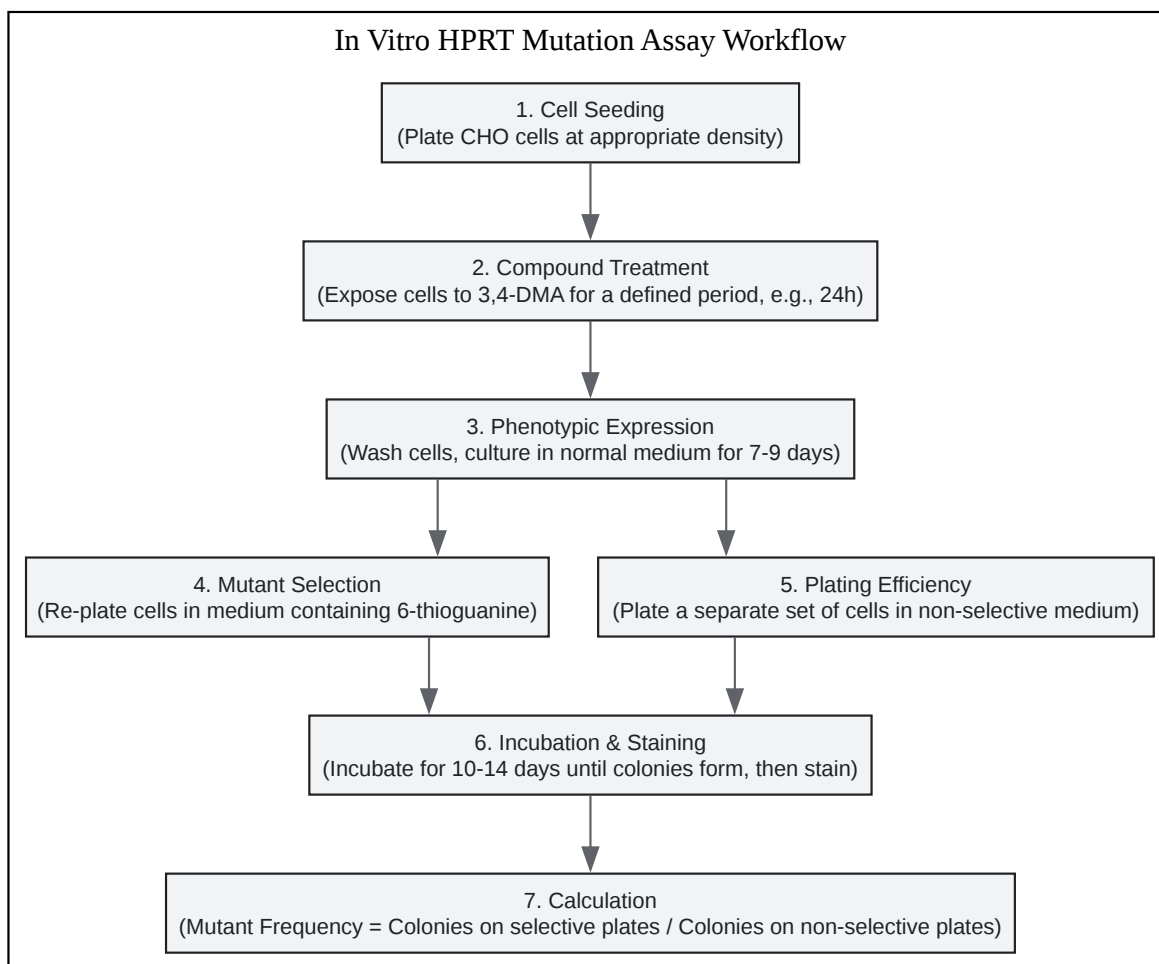 In Vitro HPRT Mutation Assay Workflow
1. Cell Seeding
(Plate CHO cells at appropriate density)
2. Compound Treatment
(Expose cells to 3,4-DMA for a defined period, e.g., 24h)
3. Phenotypic Expression
(Wash cells, culture in normal medium for 7-9 days)
4. Mutant Selection
(Re-plate cells in medium containing 6-thioguanine)
5. Plating Efficiency
(Plate a separate set of cells in non-selective medium)
6. Incubation & Staining
(Incubate for 10-14 days until colonies form, then stain)
7. Calculation
(Mutant Frequency = Colonies on selective plates / Colonies on non-selective plates)